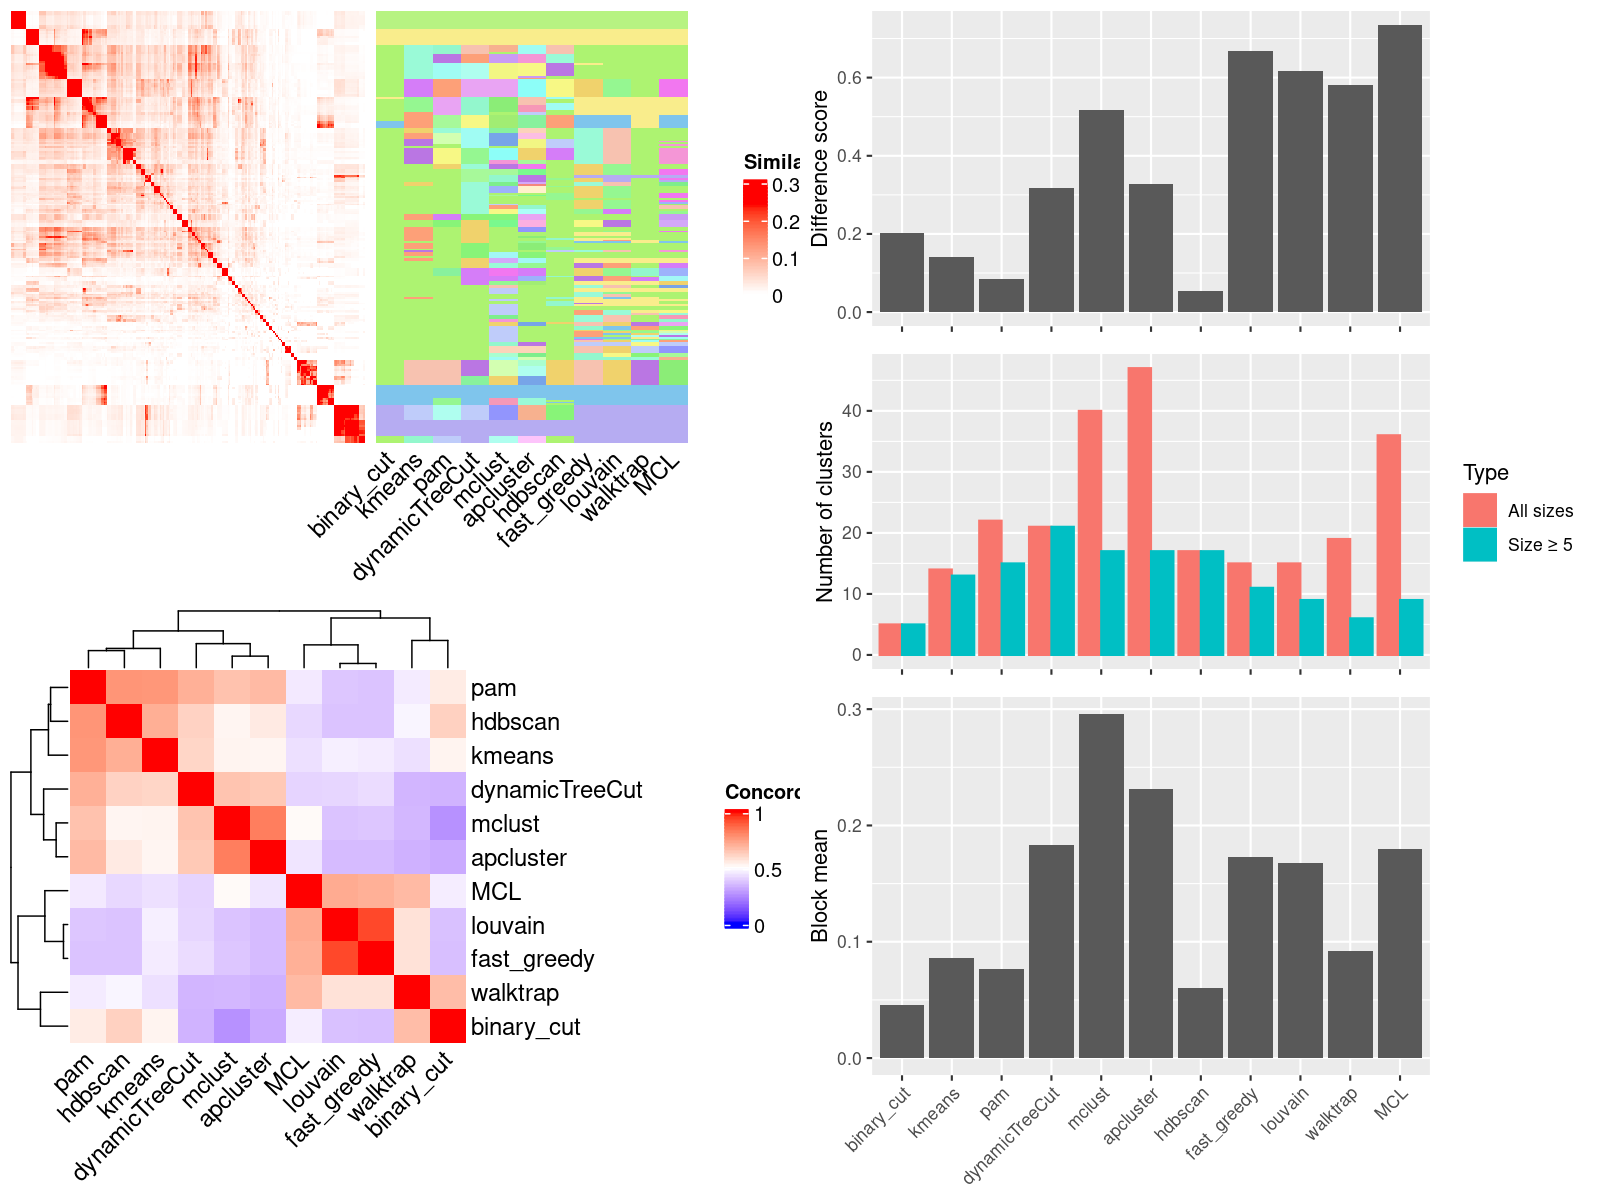 Simila
0.3
0.2
0.1
0
binary_cut
kmeans
pam
dynamicTreeCut
mclust
apcluster
hdbscan
fast_greedy
louvain
walktrap
MCL
pam
hdbscan
kmeans
dynamicTreeCut
mclust
apcluster
MCL
louvain
fast_greedy
walktrap
binary_cut
pam
hdbscan
kmeans
dynamicTreeCut
mclust
apcluster
MCL
louvain
fast_greedy
walktrap
binary_cut
Concord
1
0.5
0
Difference score
0.6
0.4
0.2
0.0
Number of clusters
40
30
20
10
0
Type
All sizes
Size ≥ 5
Block mean
0.3
0.2
0.1
0.0
binary_cut
kmeans
pam
dynamicTreeCut
mclust
apcluster
hdbscan
fast_greedy
louvain
walktrap
MCL